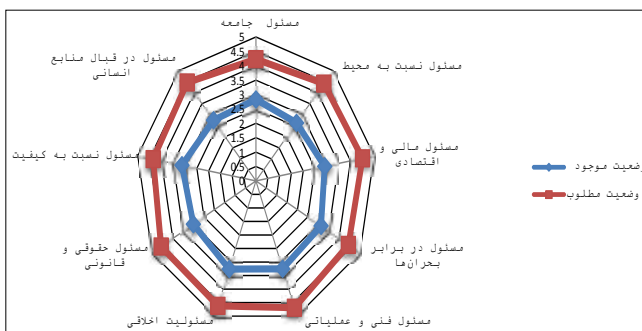 مسئول جامعه
مسئول نسبت به محیط
مسئول مالی و
اقتصادی
مسئول در برابر
بحران‌ها
مسئول فنی و عملیاتی
مسئولیت اخلاقی
مسئول حقوقی و
قانونی
مسئول نسبت به کیفیت
مسئول در قبال منابع
انسانی
5
4.5
4
3.5
3
2.5
2
1.5
1
0.5
0
وضعیت موجود
وضعیت مطلوب